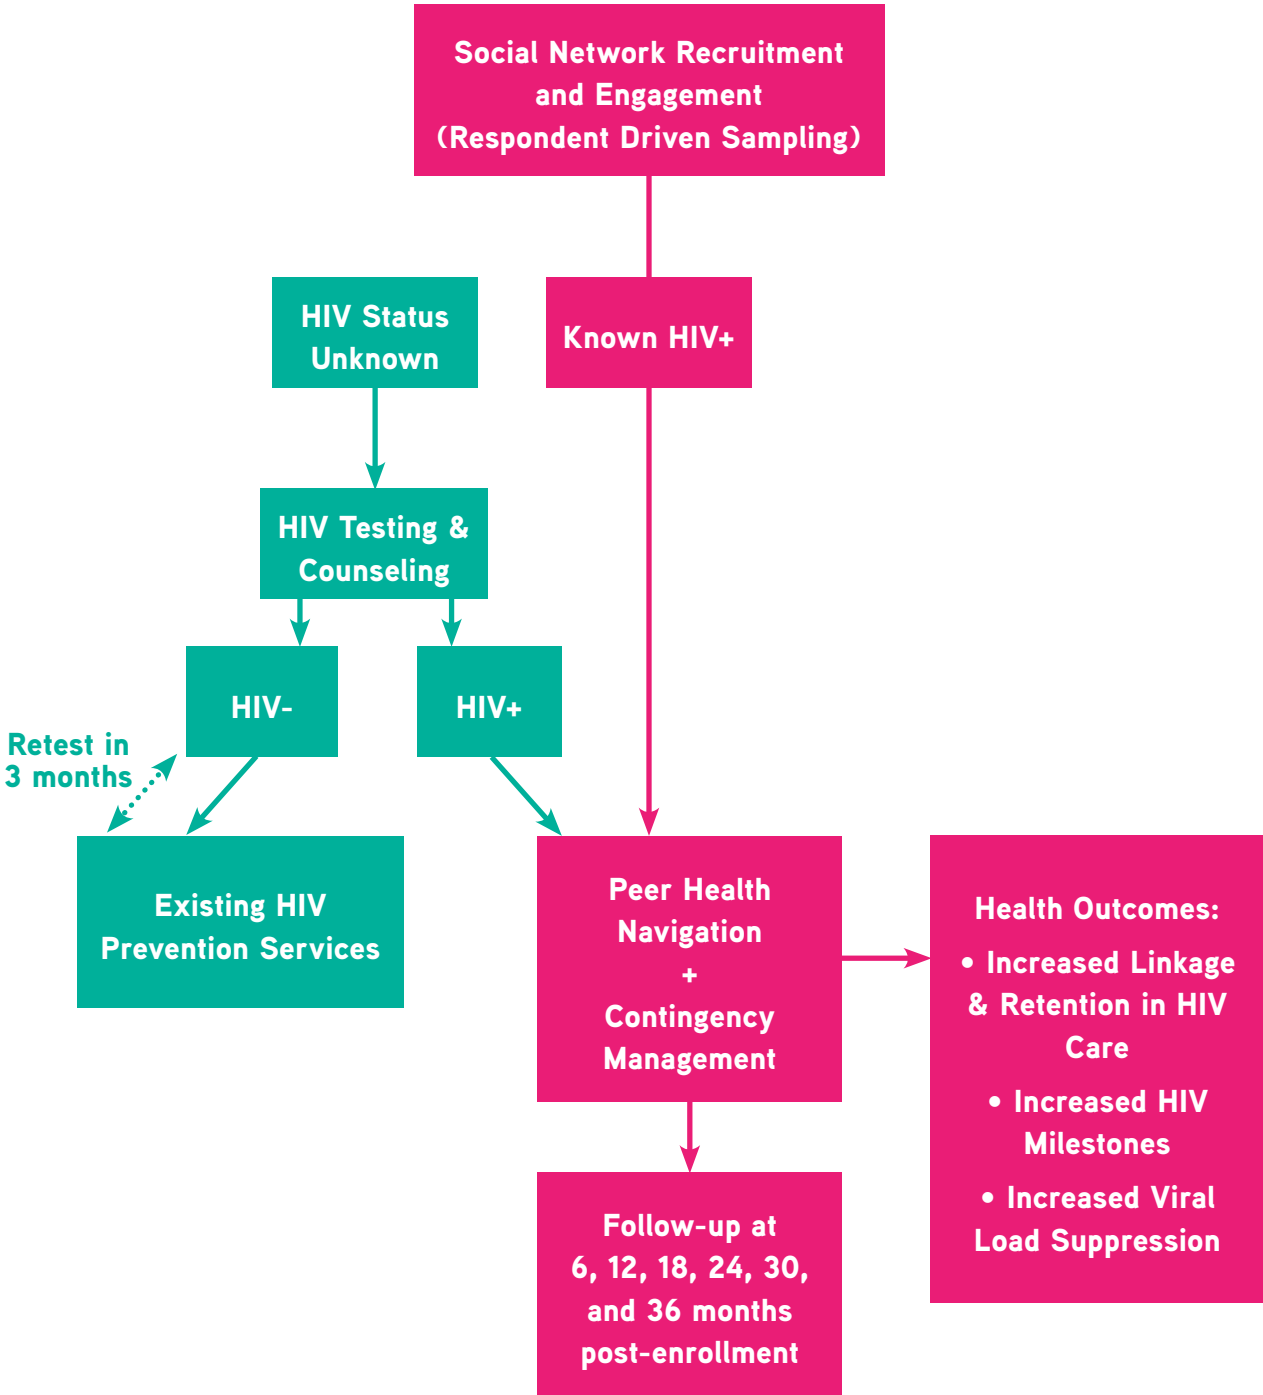 Social Network Recruitment
and Engagement
(Respondent Driven Sampling)
HIV Status
Unknown
Known HIV+
HIV Testing &
Counseling
HIV-
HIV+
Retest in
3 months
Existing HIV
Prevention Services
Peer Health
Navigation
+
Contingency
Management
Health Outcomes:
• Increased Linkage
& Retention in HIV
Care
• Increased HIV
Milestones
• Increased Viral
Load Suppression
Follow-up at
6, 12, 18, 24, 30,
and 36 months
post-enrollment